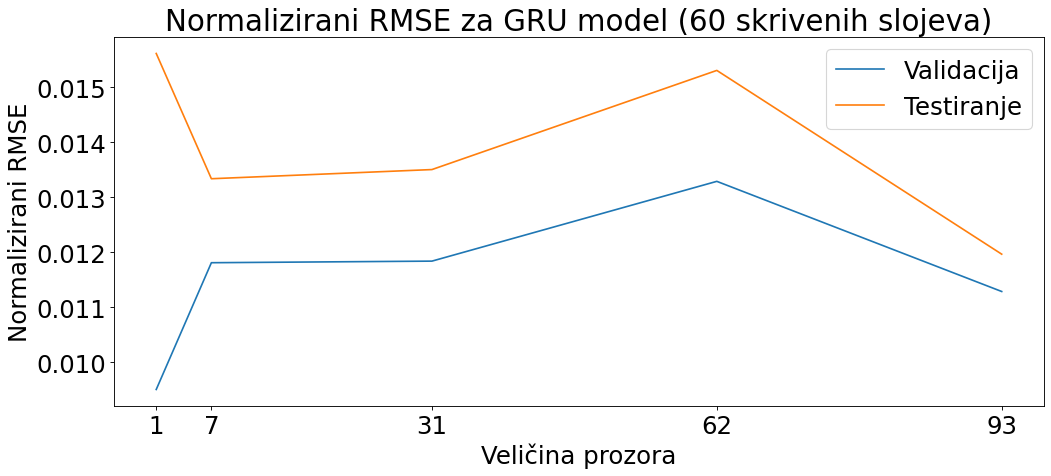 Normalizirani RMSE za GRU model (60 skrivenih slojeva)
Validacija
Testiranje
Normalizirani RMSE
0.015
0.014
0.013
0.012
0.011
0.010
1 7 31 62 93
Veličina prozora